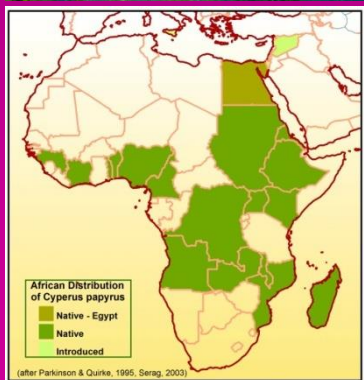 African Distribution
of Cyperus papyrus
Native - Egypt
Native
Introduced
(after Parkinson & Quirke, 1995, Serag, 2003)